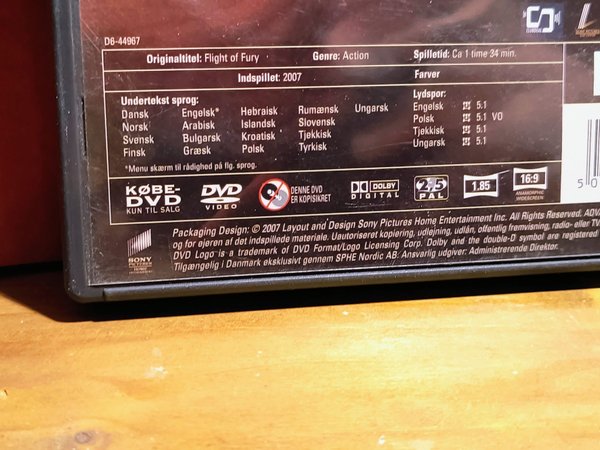 D6-44967
Originaltitel: Flight of Fury Genre: Action Spilletid: Ca 1 time 34 min.
Indspillet: 2007 Farver
Undertekst sprog: Lydspor:
Dansk Engelsk* Hebraisk Rumænsk Ungarsk Engelsk 5.1
Norsk Arabisk Islandsk Slovensk Polsk 5.1 VO
Svensk Bulgarsk Kroatisk Tjekkisk Tjekkisk 5.1
Finsk Græsk Polsk Tyrkisk Ungarsk 5.1
*Menu skærm til rådighed på flg. sprog.
KØBE-DVD KUN TIL SALG DVD VIDEO DENNE DVD ER KOPISIKRET DOLBY DIGITAL 2,5 PAL 1.85 16:9 ANAMORPHIC WIDESCREEN
Packaging Design: © 2007 Layout and Design Sony Pictures Home Entertainment Inc. All Rights Reserved. ADVA
og for ejeren af det indspillede materiale. Uautoriseret kopiering, udlejning, udlån, offentlig fremvisning, radio- eller TV-
DVD Logo is a trademark of DVD Format/Logo Licensing Corp. Dolby and the double-D symbol are registered
Tilgængelig i Danmark eksklusivt gennem SPHE Nordic AB. Ansvarlig udgiver: Administrerende Direktør.
SONY
PICTURES